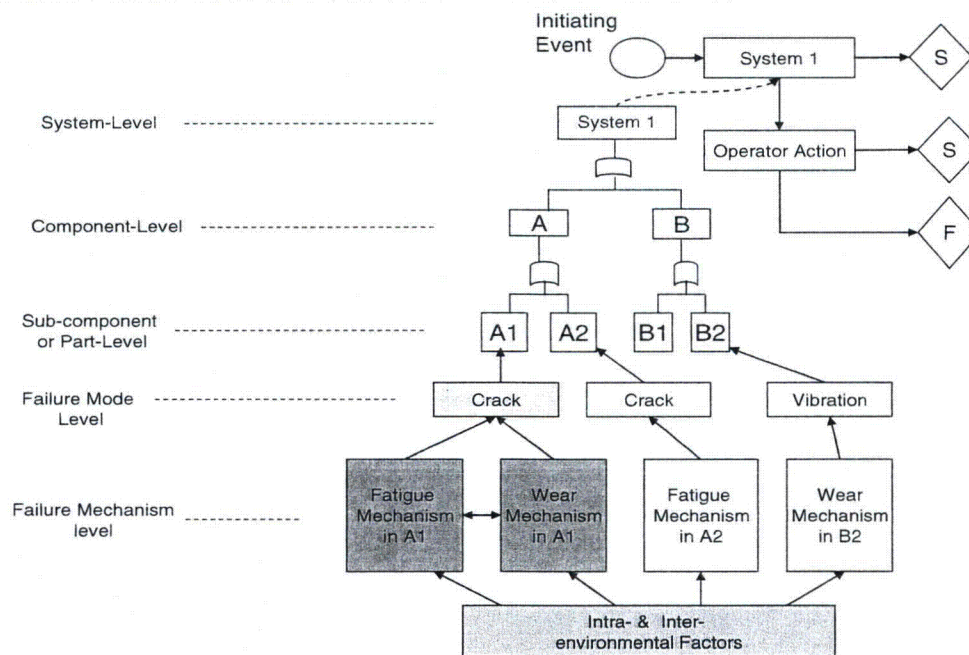 Initiating
Event
System 1
S
System-Level
System 1
Operator Action
S
Component-Level
A
B
F
Sub-component
or Part-Level
A1
A2
B1
B2
Failure Mode
Level
Crack
Crack
Vibration
Failure Mechanism
level
Fatigue
Mechanism
in A1
Wear
Mechanism
in A1
Fatigue
Mechanism
in A2
Wear
Mechanism
in B2
Intra- & Inter-
environmental Factors